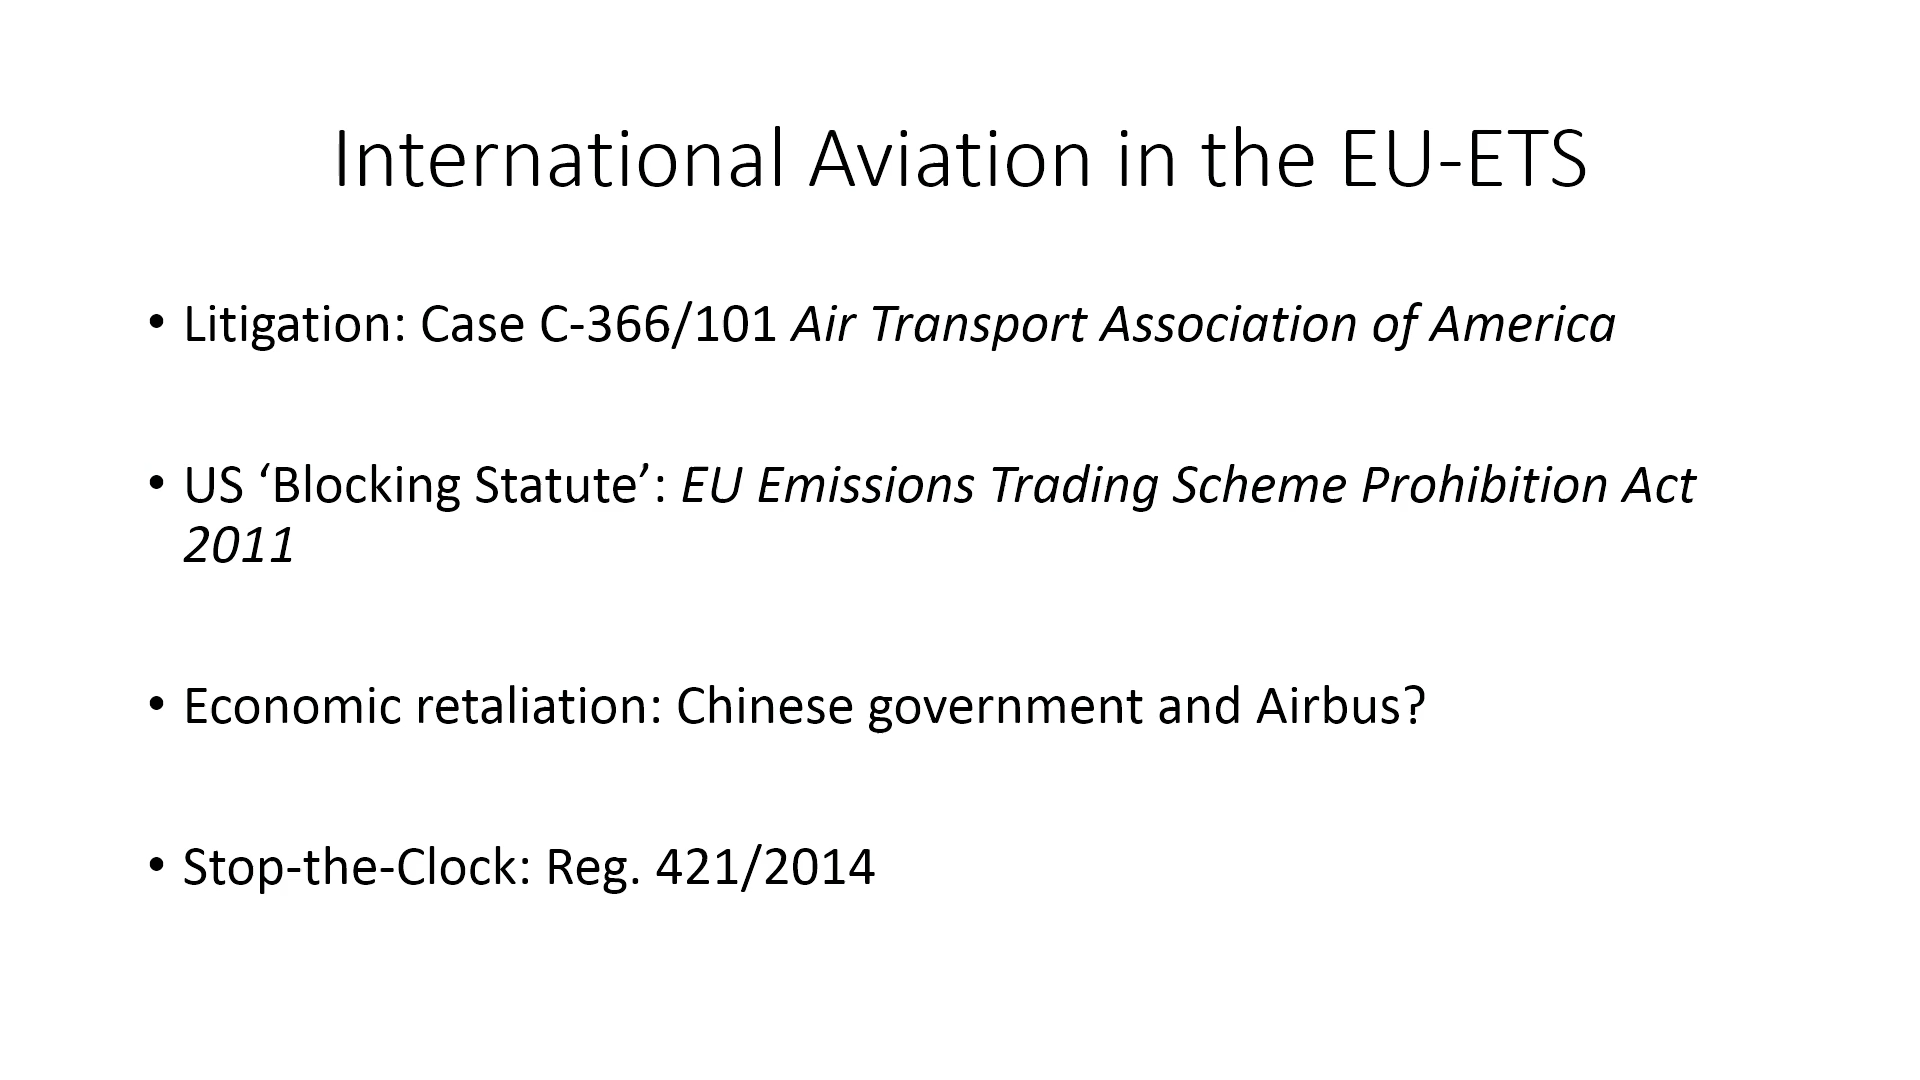 International Aviation in the EU-ETS
• Litigation: Case C-366/101 Air Transport Association of America
• US ‘Blocking Statute’: EU Emissions Trading Scheme Prohibition Act
2011
• Economic retaliation: Chinese government and Airbus?
• Stop-the-Clock: Reg. 421/2014